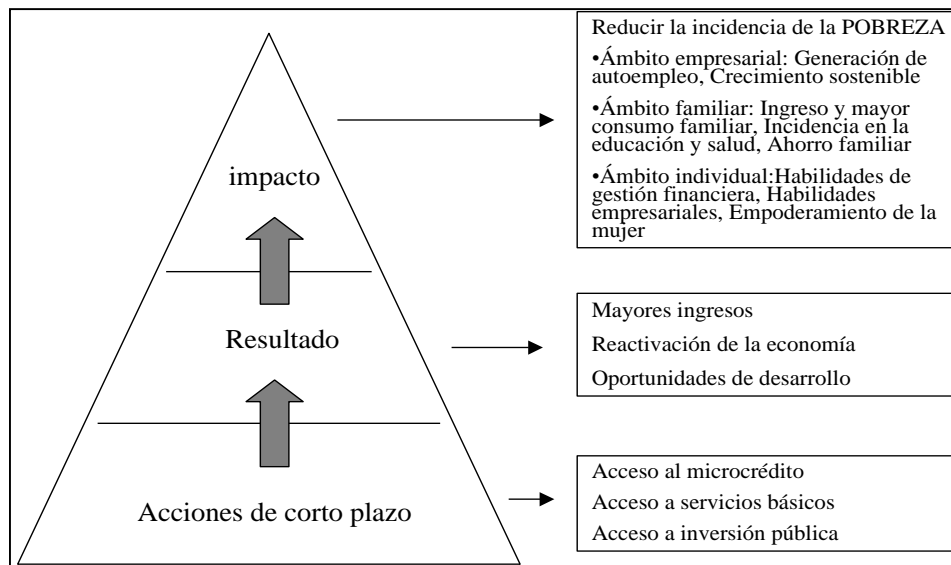 Reducir la incidencia de la POBREZA
•Ámbito empresarial: Generación de
autoempleo, Crecimiento sostenible
•Ámbito familiar: Ingreso y mayor
consumo familiar, Incidencia en la
educación y salud, Ahorro familiar
•Ámbito individual:Habilidades de
gestión financiera, Habilidades
empresariales, Empoderamiento de la
mujer
impacto
Resultado
Mayores ingresos
Reactivación de la economía
Oportunidades de desarrollo
Acciones de corto plazo
Acceso al microcrédito
Acceso a servicios básicos
Acceso a inversión pública